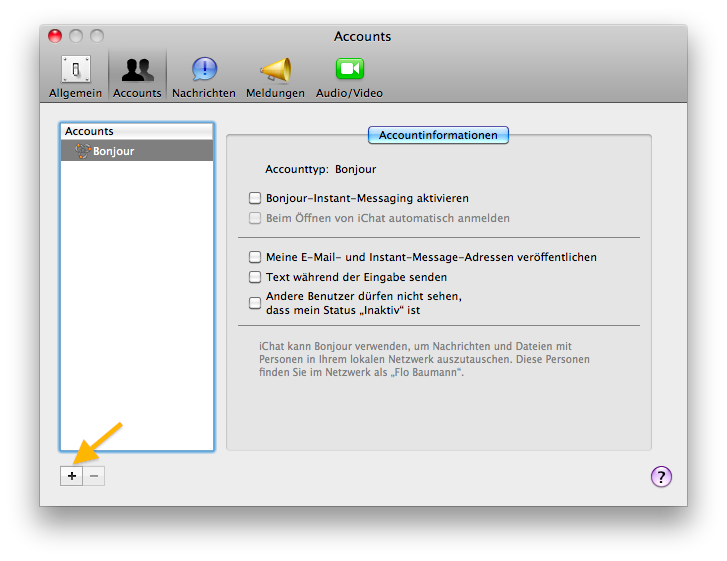 Accounts
Allgemein
Accounts
Nachrichten
Meldungen
Audio/Video
Accounts
Bonjour
Accountinformationen
Accounttyp: Bonjour
Bonjour-Instant-Messaging aktivieren
Beim Öffnen von iChat automatisch anmelden
Meine E-Mail- und Instant-Message-Adressen veröffentlichen
Text während der Eingabe senden
Andere Benutzer dürfen nicht sehen,
dass mein Status „Inaktiv“ ist
iChat kann Bonjour verwenden, um Nachrichten und Dateien mit
Personen in Ihrem lokalen Netzwerk auszutauschen. Diese Personen
finden Sie im Netzwerk als „Flo Baumann“.
+ −
?